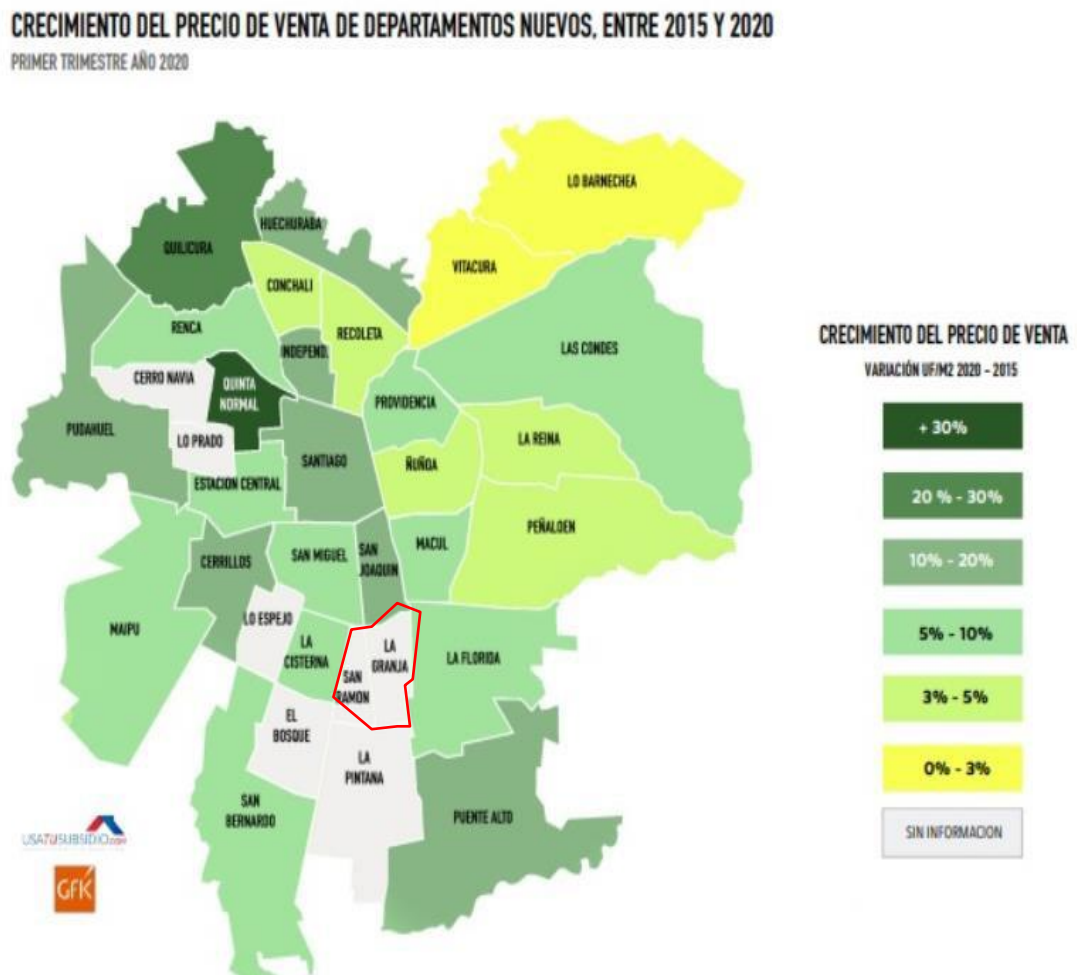 CRECIMIENTO DEL PRECIO DE VENTA DE DEPARTAMENTOS NUEVOS, ENTRE 2015 Y 2020
PRIMER TRIMESTRE AÑO 2020
LO BARNECHEA
HUECHURABA
QUILICURA
VITACURA
CONCHALI
RENCA
RECOLETA
INDEPEND.
LAS CONDES
CERRO NAVIA
QUINTA
NORMAL
PROVIDENCIA
PUDAHUEL
LO PRADO
LA REINA
SANTIAGO
ÑUÑOA
ESTACION CENTRAL
PEÑALOEN
MACUL
CERRILLOS
SAN MIGUEL
SAN
JOAQUIN
LO ESPEJO
MAIPU
LA
CISTERNA
LA
GRANJA
SAN
RAMON
LA FLORIDA
EL
BOSQUE
LA
PINTANA
SAN
BERNARDO
PUENTE ALTO
CRECIMIENTO DEL PRECIO DE VENTA
VARIACIÓN UF/M2 2020 - 2015
+ 30%
20 % - 30%
10% - 20%
5% - 10%
3% - 5%
0% - 3%
SIN INFORMACION
USATUSUBSIDIO.com
GFK